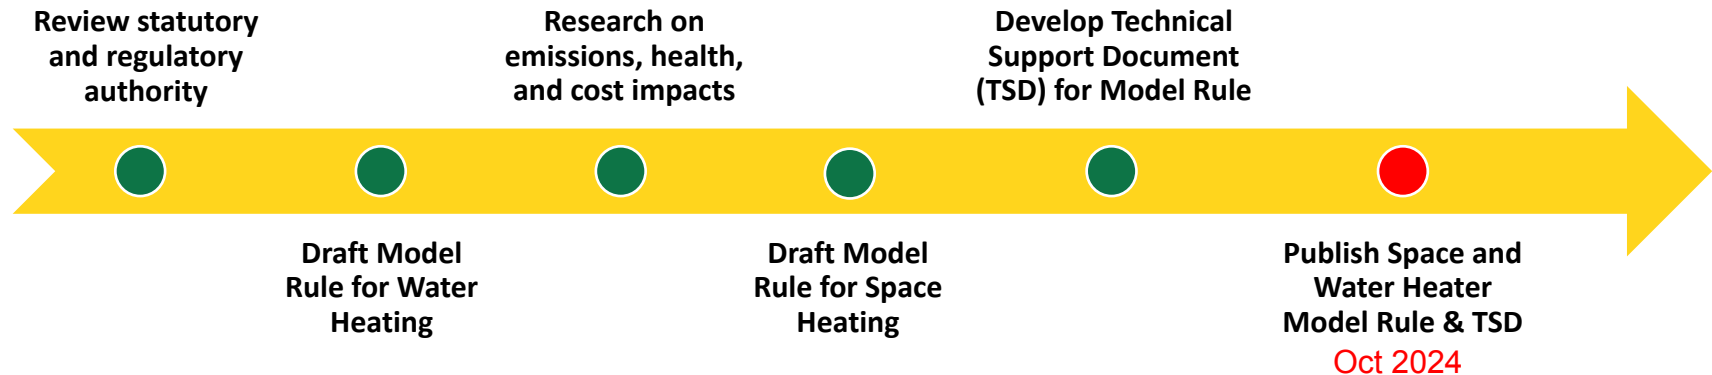 Review statutory
and regulatory
authority
Research on
emissions, health,
and cost impacts
Develop Technical
Support Document
(TSD) for Model Rule
Draft Model
Rule for Water
Heating
Draft Model
Rule for Space
Heating
Publish Space and
Water Heater
Model Rule & TSD
Oct 2024